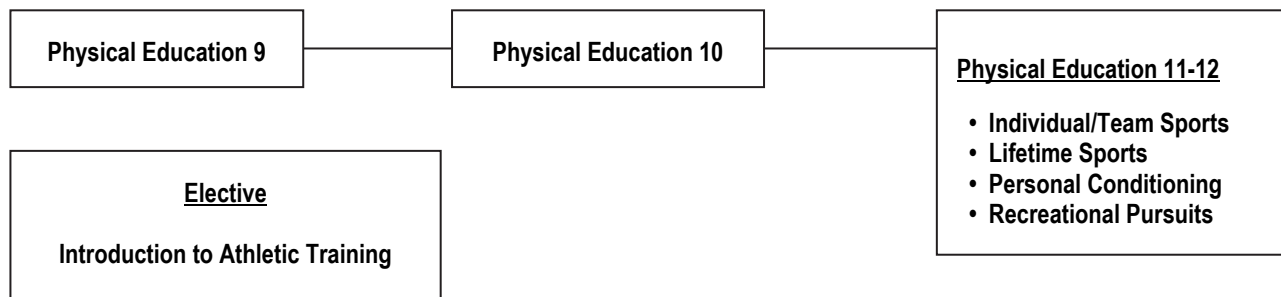 Physical Education 9
Physical Education 10
Physical Education 11-12
• Individual/Team Sports
• Lifetime Sports
• Personal Conditioning
• Recreational Pursuits
Elective
Introduction to Athletic Training